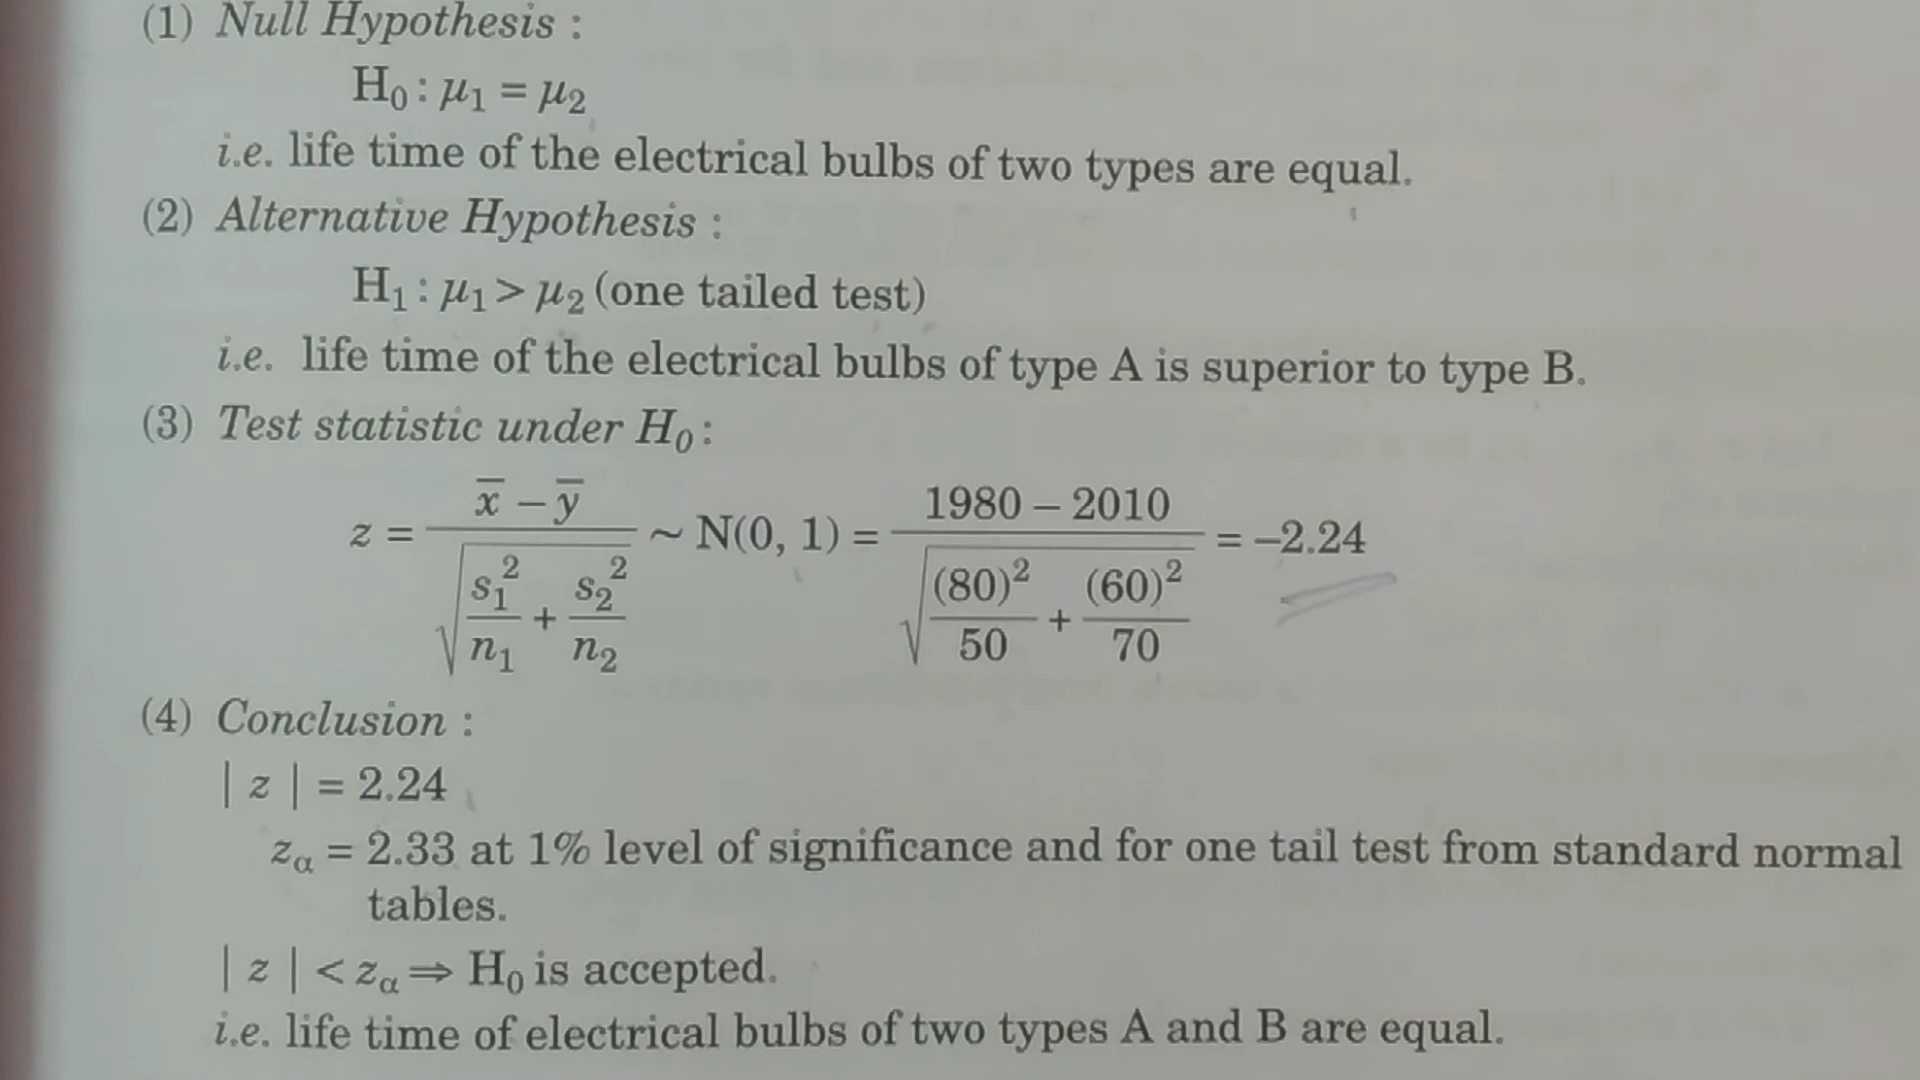 (1) Null Hypothesis :
H₀ : μ₁ = μ₂
i.e. life time of the electrical bulbs of two types are equal.
(2) Alternative Hypothesis :
H₁ : μ₁ > μ₂ (one tailed test)
i.e. life time of the electrical bulbs of type A is superior to type B.
(3) Test statistic under H₀ :
z = (x̄ – ȳ) / √(s₁²/n₁ + s₂²/n₂) ~ N(0, 1) = (1980 – 2010) / √((80)²/50 + (60)²/70) = –2.24
(4) Conclusion :
| z | = 2.24
zα = 2.33 at 1% level of significance and for one tail test from standard normal
tables.
| z | < zα ⇒ H₀ is accepted.
i.e. life time of electrical bulbs of two types A and B are equal.